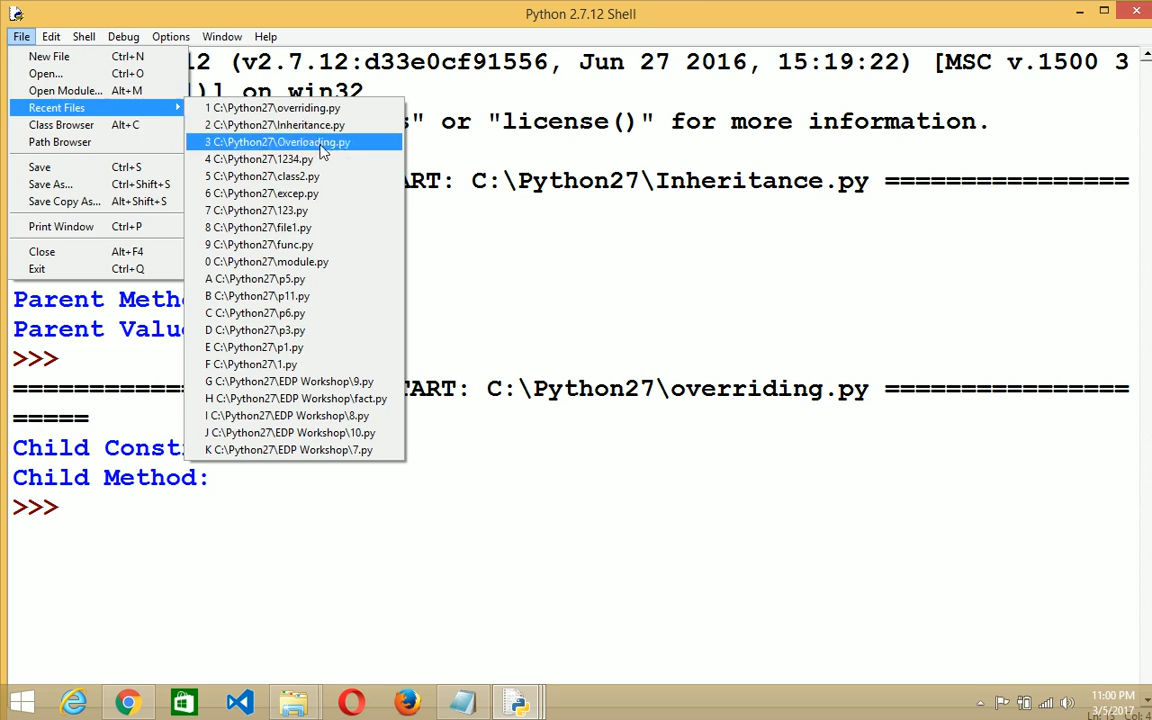 Python 2.7.12 Shell
File Edit Shell Debug Options Window Help
12 (v2.7.12:d33e0cf91556, Jun 27 2016, 15:19:22) [MSC v.1500 3
)] on win32
s" or "license()" for more information.
ART: C:\Python27\Inheritance.py ================
Parent Metho
Parent Value
>>>
TART: C:\Python27\overriding.py ================
=====
Child Consti
Child Method:
>>>
New File Ctrl+N
Open... Ctrl+O
Open Module... Alt+M
Recent Files
Class Browser Alt+C
Path Browser
Save Ctrl+S
Save As... Ctrl+Shift+S
Save Copy As... Alt+Shift+S
Print Window Ctrl+P
Close Alt+F4
Exit Ctrl+Q
1 C:\Python27\overriding.py
2 C:\Python27\Inheritance.py
3 C:\Python27\Overloading.py
4 C:\Python27\1234.py
5 C:\Python27\class2.py
6 C:\Python27\excep.py
7 C:\Python27\123.py
8 C:\Python27\file1.py
9 C:\Python27\func.py
0 C:\Python27\module.py
A C:\Python27\p5.py
B C:\Python27\p11.py
C C:\Python27\p6.py
D C:\Python27\p3.py
E C:\Python27\p1.py
F C:\Python27\1.py
G C:\Python27\EDP Workshop\9.py
H C:\Python27\EDP Workshop\fact.py
I C:\Python27\EDP Workshop\8.py
J C:\Python27\EDP Workshop\10.py
K C:\Python27\EDP Workshop\7.py
11:00 PM
3/5/2017